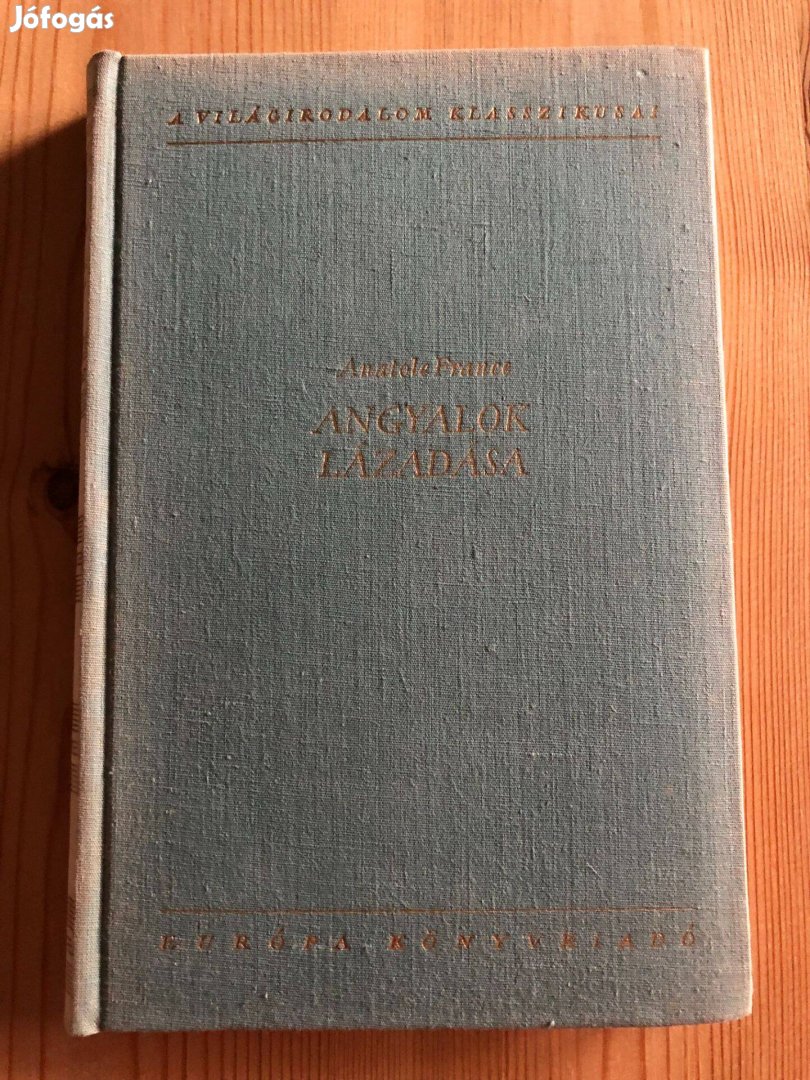 Jófogás
A VILÁGIRODALOM KLASSZIKUSAI
Anatole France
ANGYALOK
LÁZADÁSA
EURÓPA KÖNYVKIADÓ